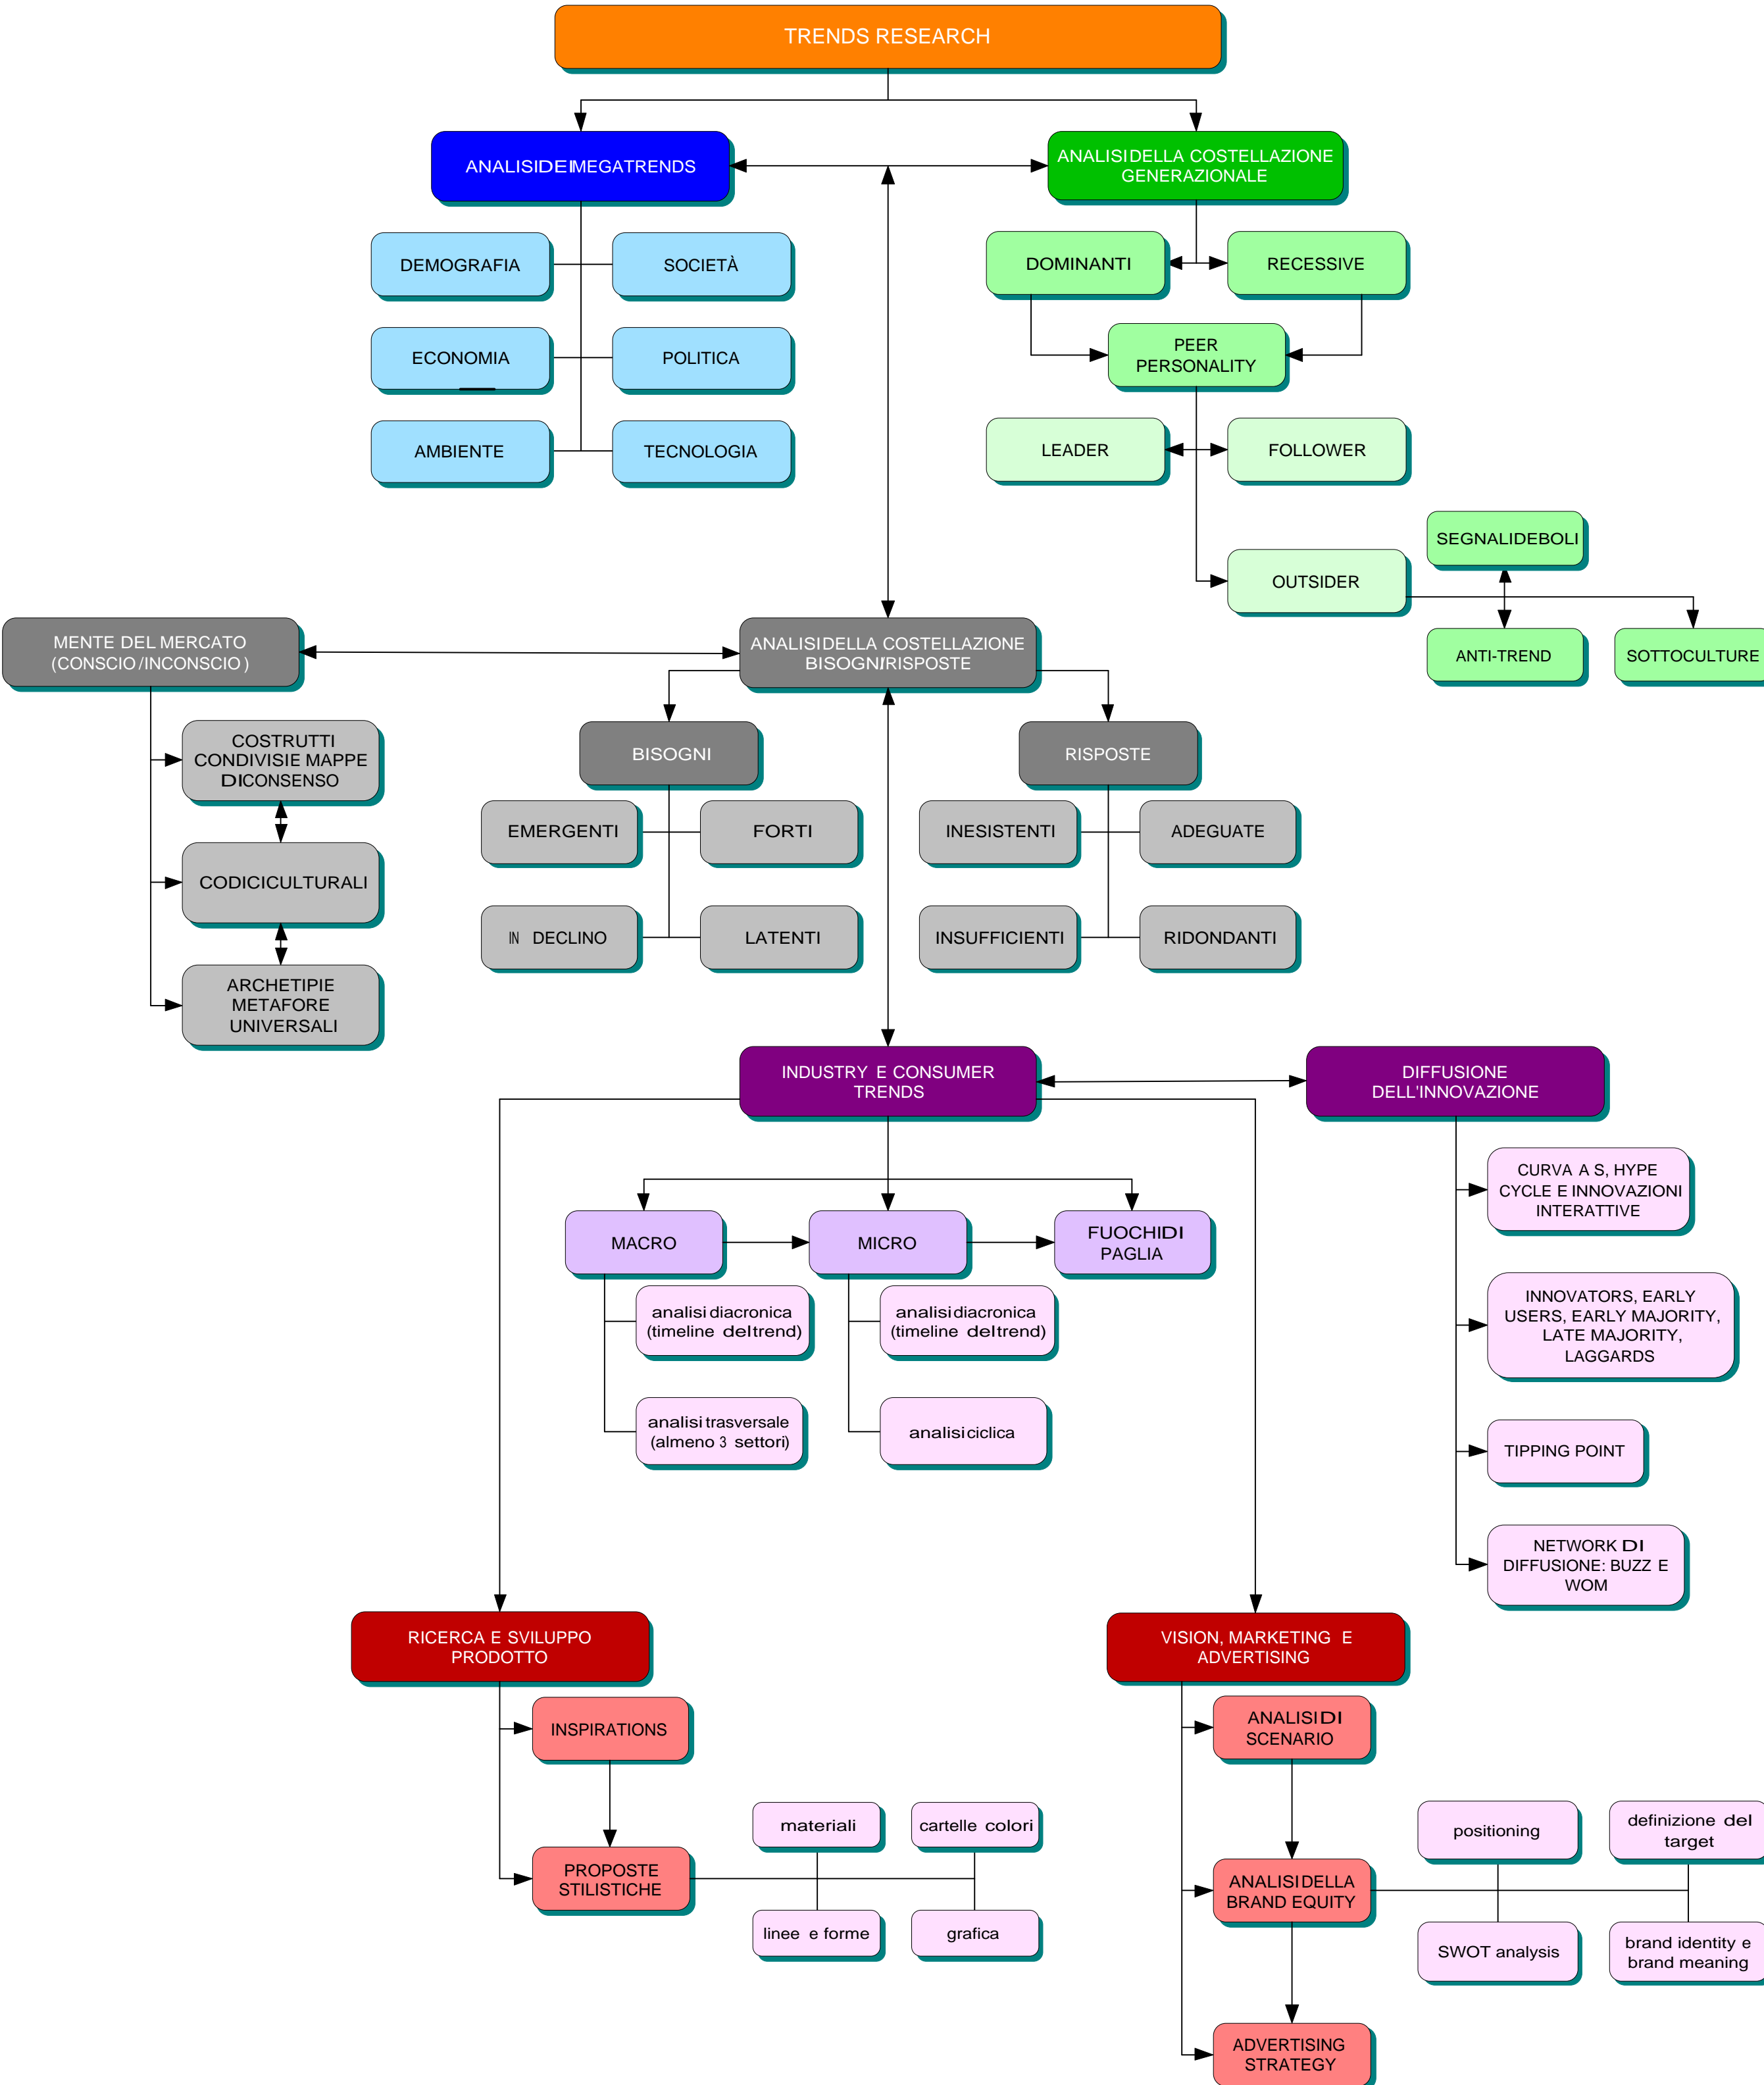 TRENDS RESEARCH
ANALISI DEI MEGATRENDS
ANALISI DELLA COSTELLAZIONE
GENERAZIONALE
DEMOGRAFIA
SOCIETÀ
ECONOMIA
POLITICA
AMBIENTE
TECNOLOGIA
DOMINANTI
RECESSIVE
PEER
PERSONALITY
LEADER
FOLLOWER
OUTSIDER
SEGNALI DEBOLI
ANTI-TREND
SOTTOCULTURE
MENTE DEL MERCATO
(CONSCIO/INCONSCIO)
ANALISI DELLA COSTELLAZIONE
BISOGNI/RISPOSTE
COSTRUTTI
CONDIVISI E MAPPE
DI CONSENSO
CODICI CULTURALI
ARCHETIPI E
METAFORE
UNIVERSALI
BISOGNI
RISPOSTE
EMERGENTI
FORTI
IN DECLINO
LATENTI
INESISTENTI
ADEGUATE
INSUFFICIENTI
RIDONDANTI
INDUSTRY E CONSUMER
TRENDS
DIFFUSIONE
DELL'INNOVAZIONE
MACRO
MICRO
FUOCHI DI
PAGLIA
analisi diacronica
(timeline del trend)
analisi diacronica
(timeline del trend)
analisi trasversale
(almeno 3 settori)
analisi ciclica
CURVA A S, HYPE
CYCLE E INNOVAZIONI
INTERATTIVE
INNOVATORS, EARLY
USERS, EARLY MAJORITY,
LATE MAJORITY,
LAGGARDS
TIPPING POINT
NETWORK DI
DIFFUSIONE: BUZZ E
WOM
RICERCA E SVILUPPO
PRODOTTO
INSPIRATIONS
PROPOSTE
STILISTICHE
materiali
cartelle colori
linee e forme
grafica
VISION, MARKETING E
ADVERTISING
ANALISI DI
SCENARIO
ANALISI DELLA
BRAND EQUITY
positioning
definizione del
target
SWOT analysis
brand identity e
brand meaning
ADVERTISING
STRATEGY